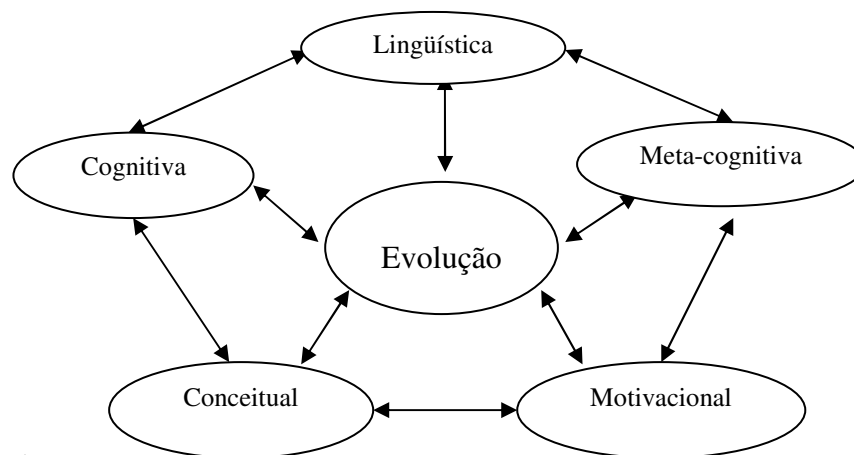 Lingüística
Cognitiva
Meta-cognitiva
Evolução
Conceitual
Motivacional